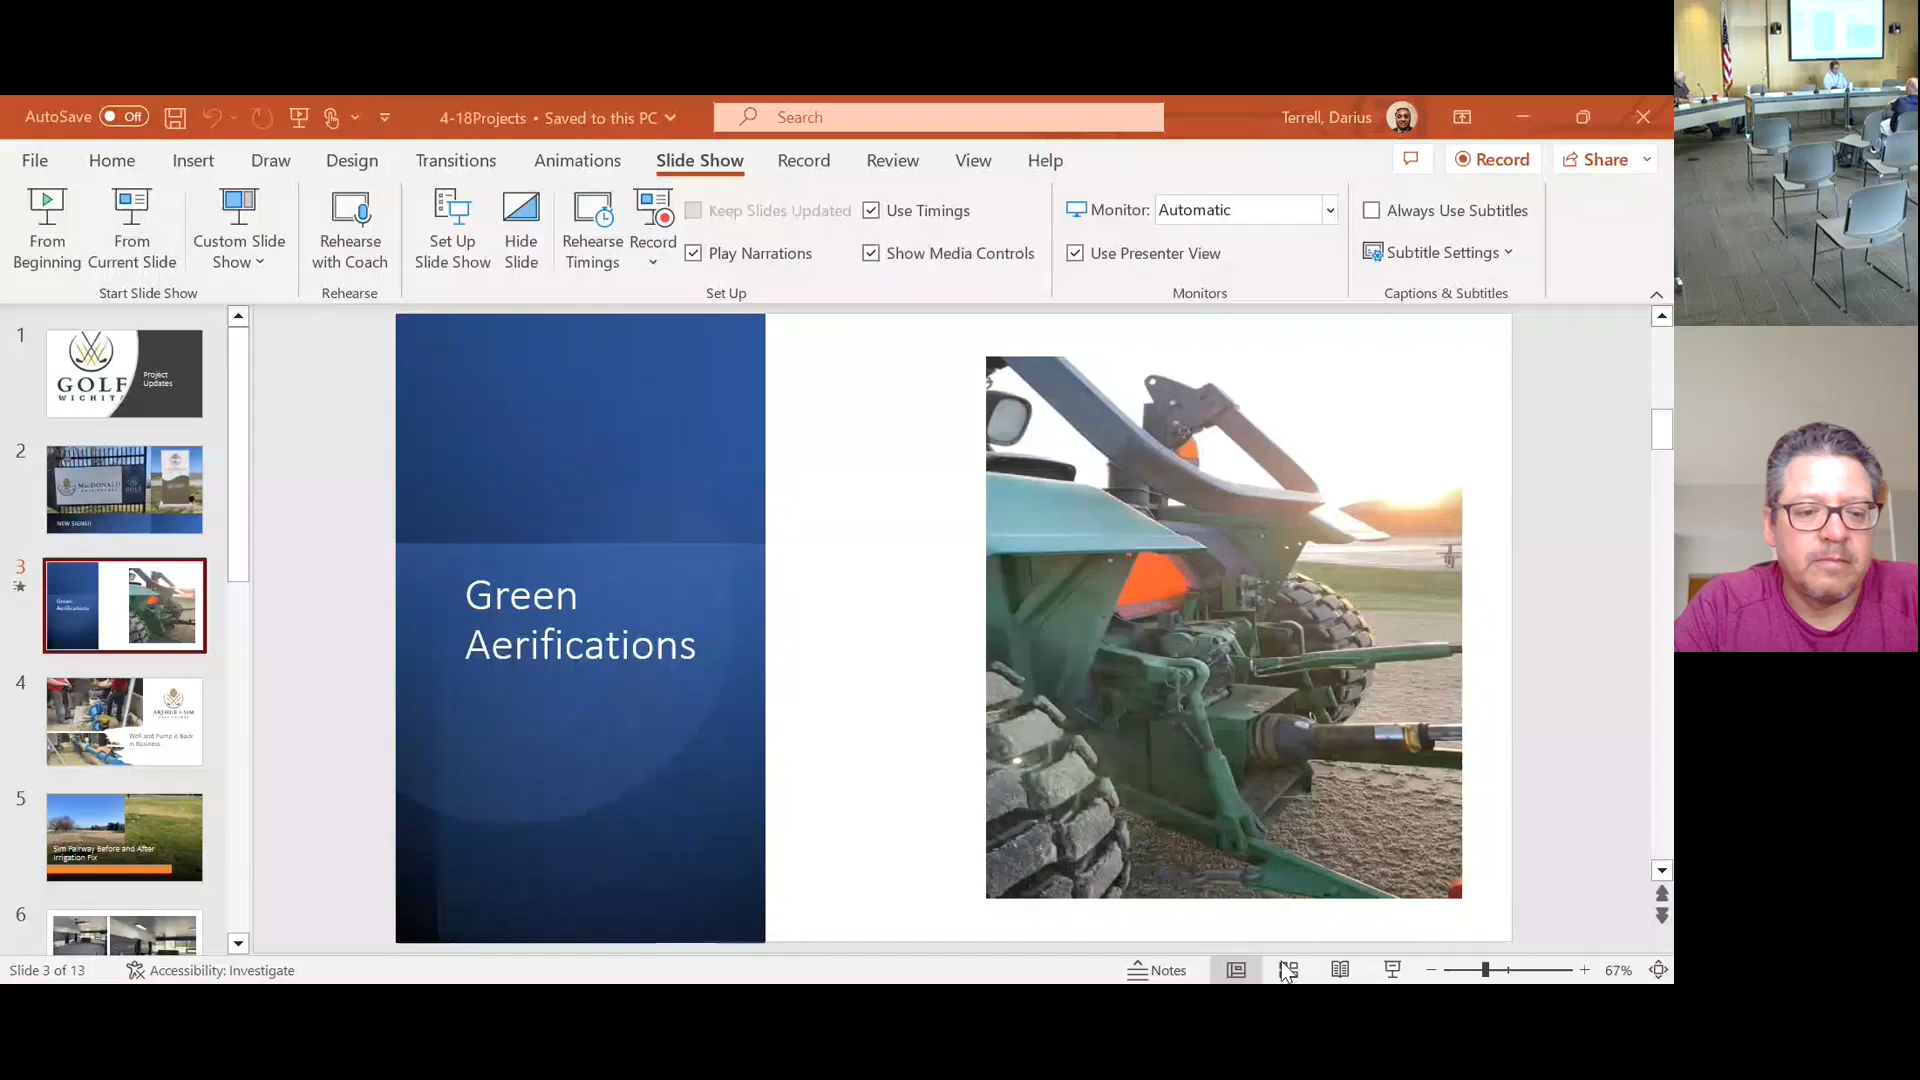 AutoSave Off
4-18Projects • Saved to this PC
Search
Terrell, Darius
File Home Insert Draw Design Transitions Animations Slide Show Record Review View Help
Record Share
From Beginning
From Current Slide
Custom Slide Show
Start Slide Show
Rehearse with Coach
Rehearse
Set Up Slide Show
Hide Slide
Rehearse Timings
Record
Keep Slides Updated
Use Timings
Play Narrations
Show Media Controls
Set Up
Monitor: Automatic
Use Presenter View
Monitors
Always Use Subtitles
Subtitle Settings
Captions & Subtitles
1
GOLF
WICHITA
Project
Updates
2
MACDONALD
NEW SIGNS!!
3
Green
Aerifications
4
ARTHUR B SIM
Well and Pump is Back
in Business
5
Sim Fairway Before and After
Irrigation Fix
6
Green
Aerifications
Slide 3 of 13
Accessibility: Investigate
Notes
67%